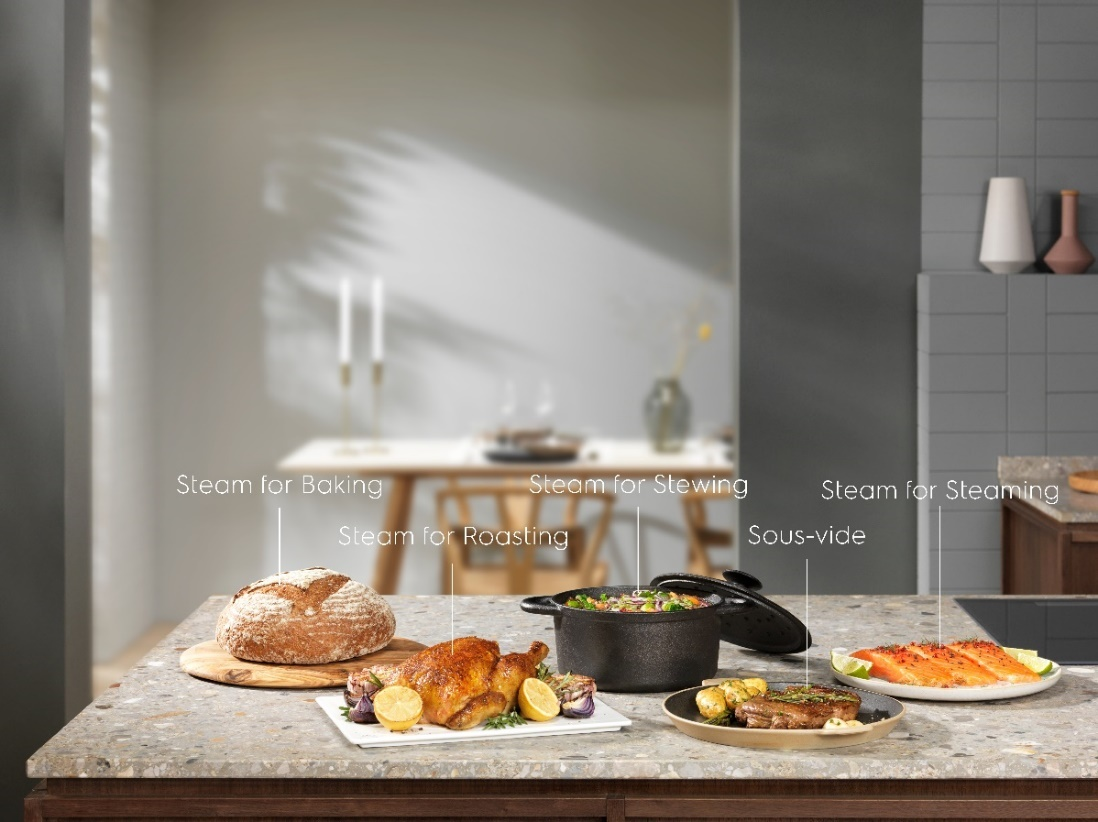 Steam for Baking
Steam for Roasting
Steam for Stewing
Sous-vide
Steam for Steaming